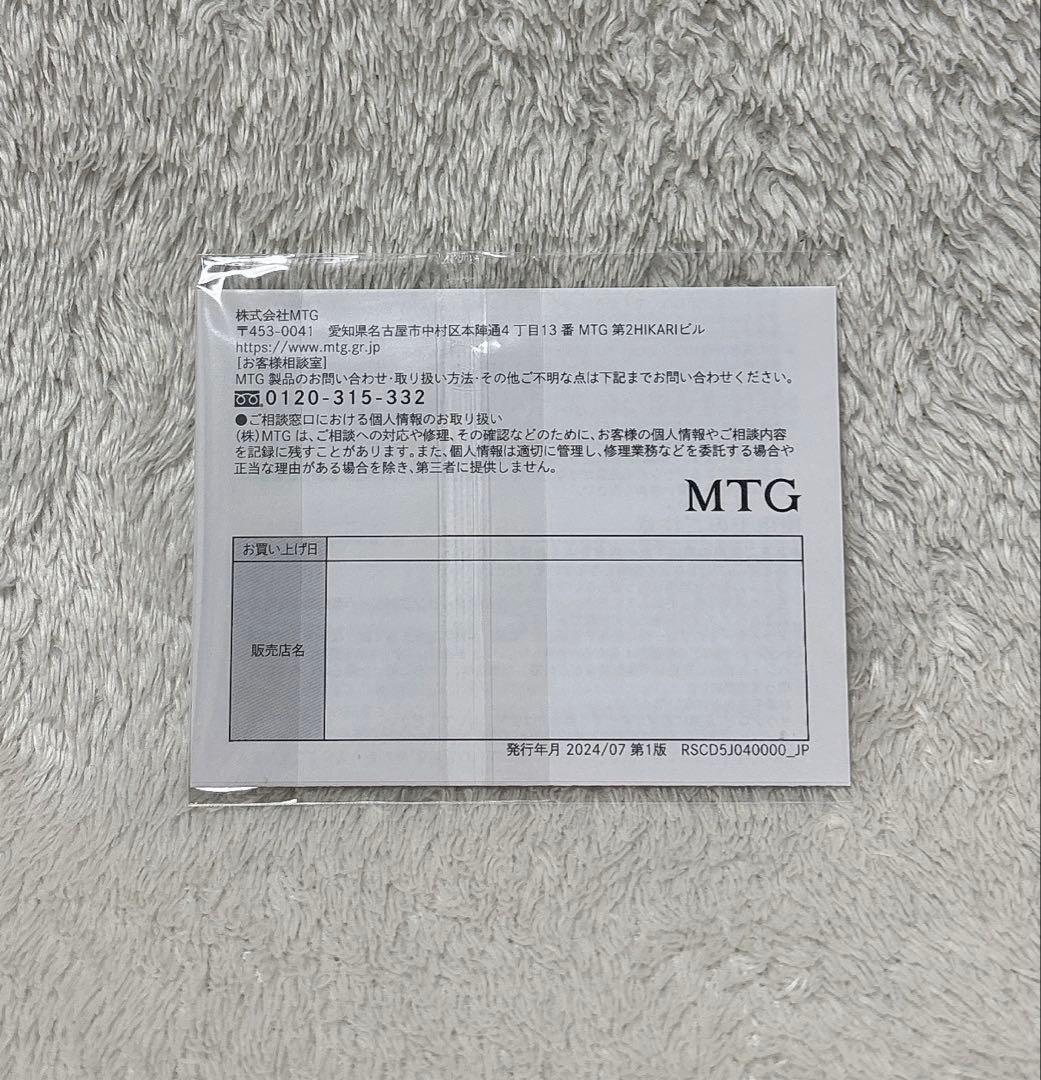 株式会社MTG
〒453-0041 愛知県名古屋市中村区本陣通4丁目13番 MTG 第2HIKARIビル
https://www.mtg.gr.jp
[お客様相談室]
MTG 製品のお問い合わせ・取り扱い方法・その他ご不明な点は下記までお問い合わせください。
0120-315-332
●ご相談窓口における個人情報のお取り扱い
(株)MTG は、ご相談への対応や修理、その確認などのために、お客様の個人情報やご相談内容
を記録に残すことがあります。また、個人情報は適切に管理し、修理業務などを委託する場合や
正当な理由がある場合を除き、第三者に提供しません。
MTG
お買い上げ日
販売店名
発行年月 2024/07 第1版 RSCD5J040000_JP